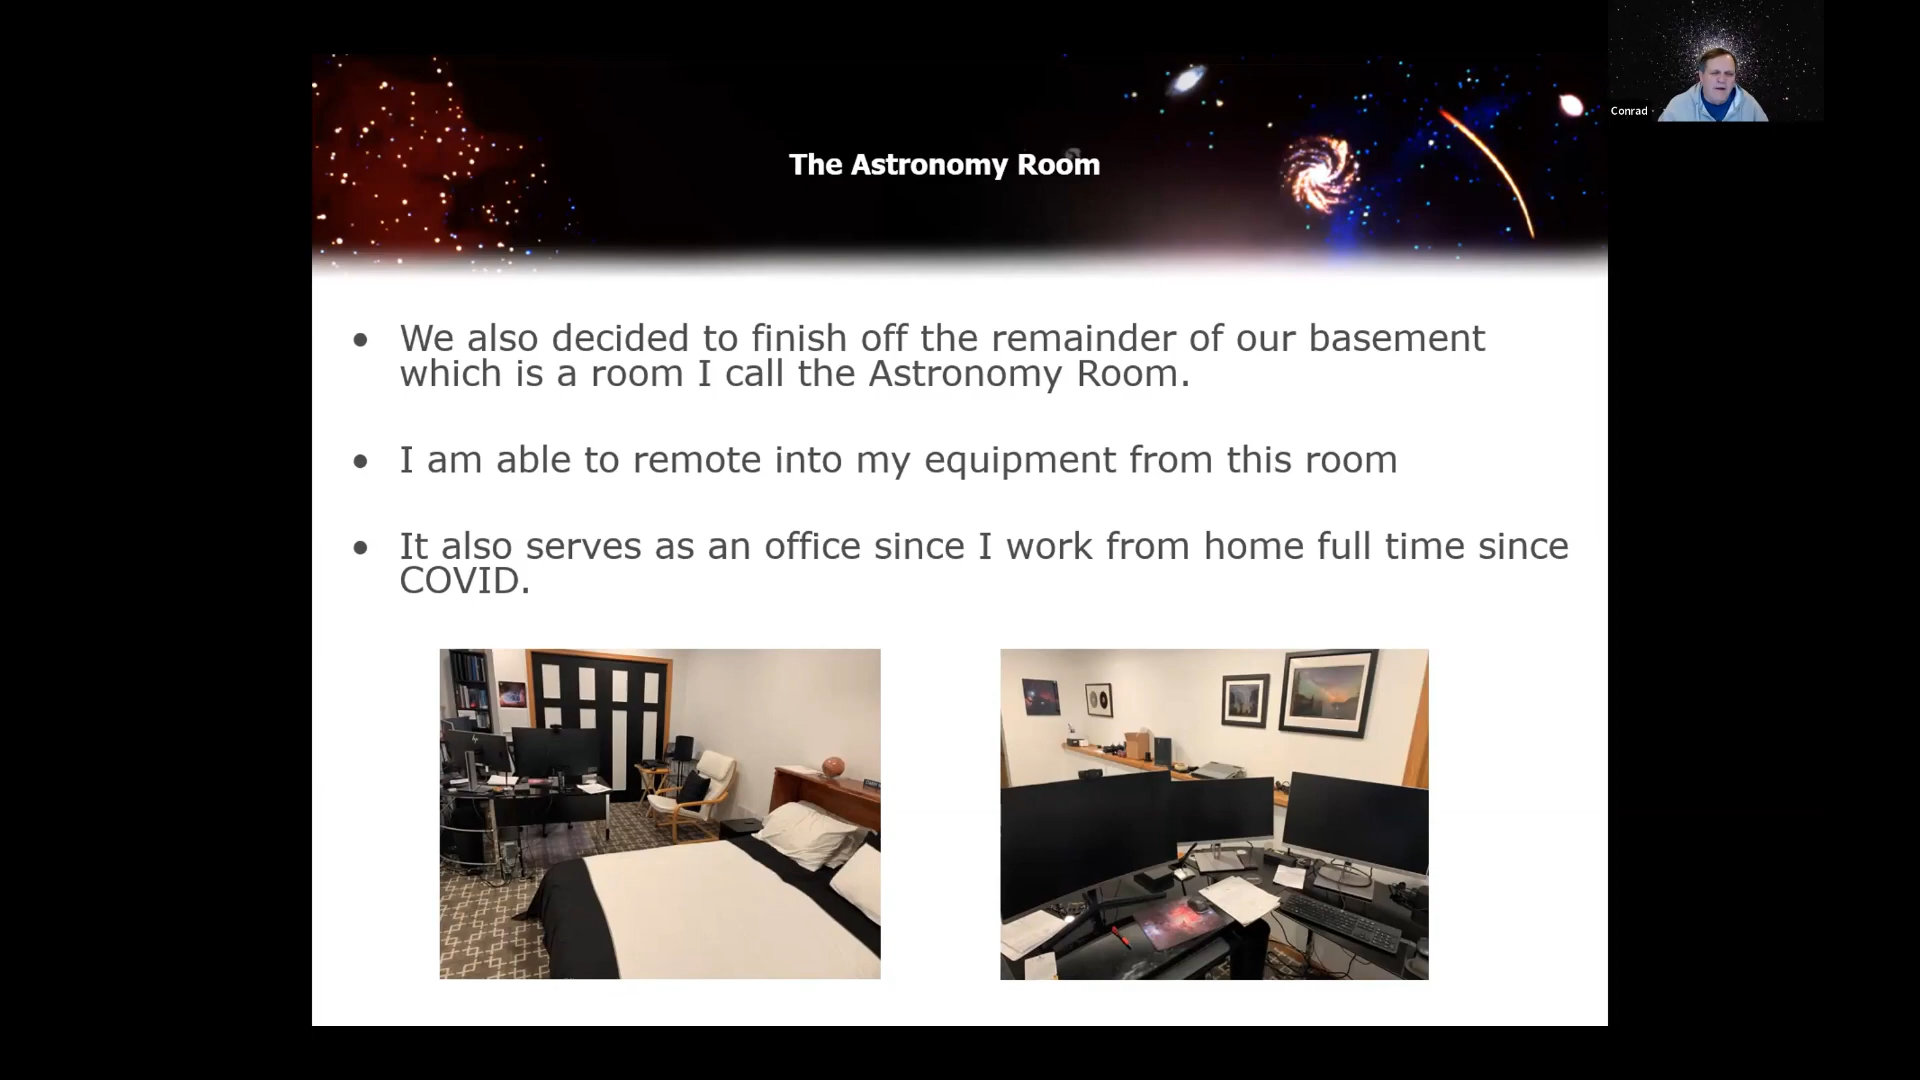 The Astronomy Room
Conrad
We also decided to finish off the remainder of our basement
which is a room I call the Astronomy Room.
I am able to remote into my equipment from this room
It also serves as an office since I work from home full time since
COVID.